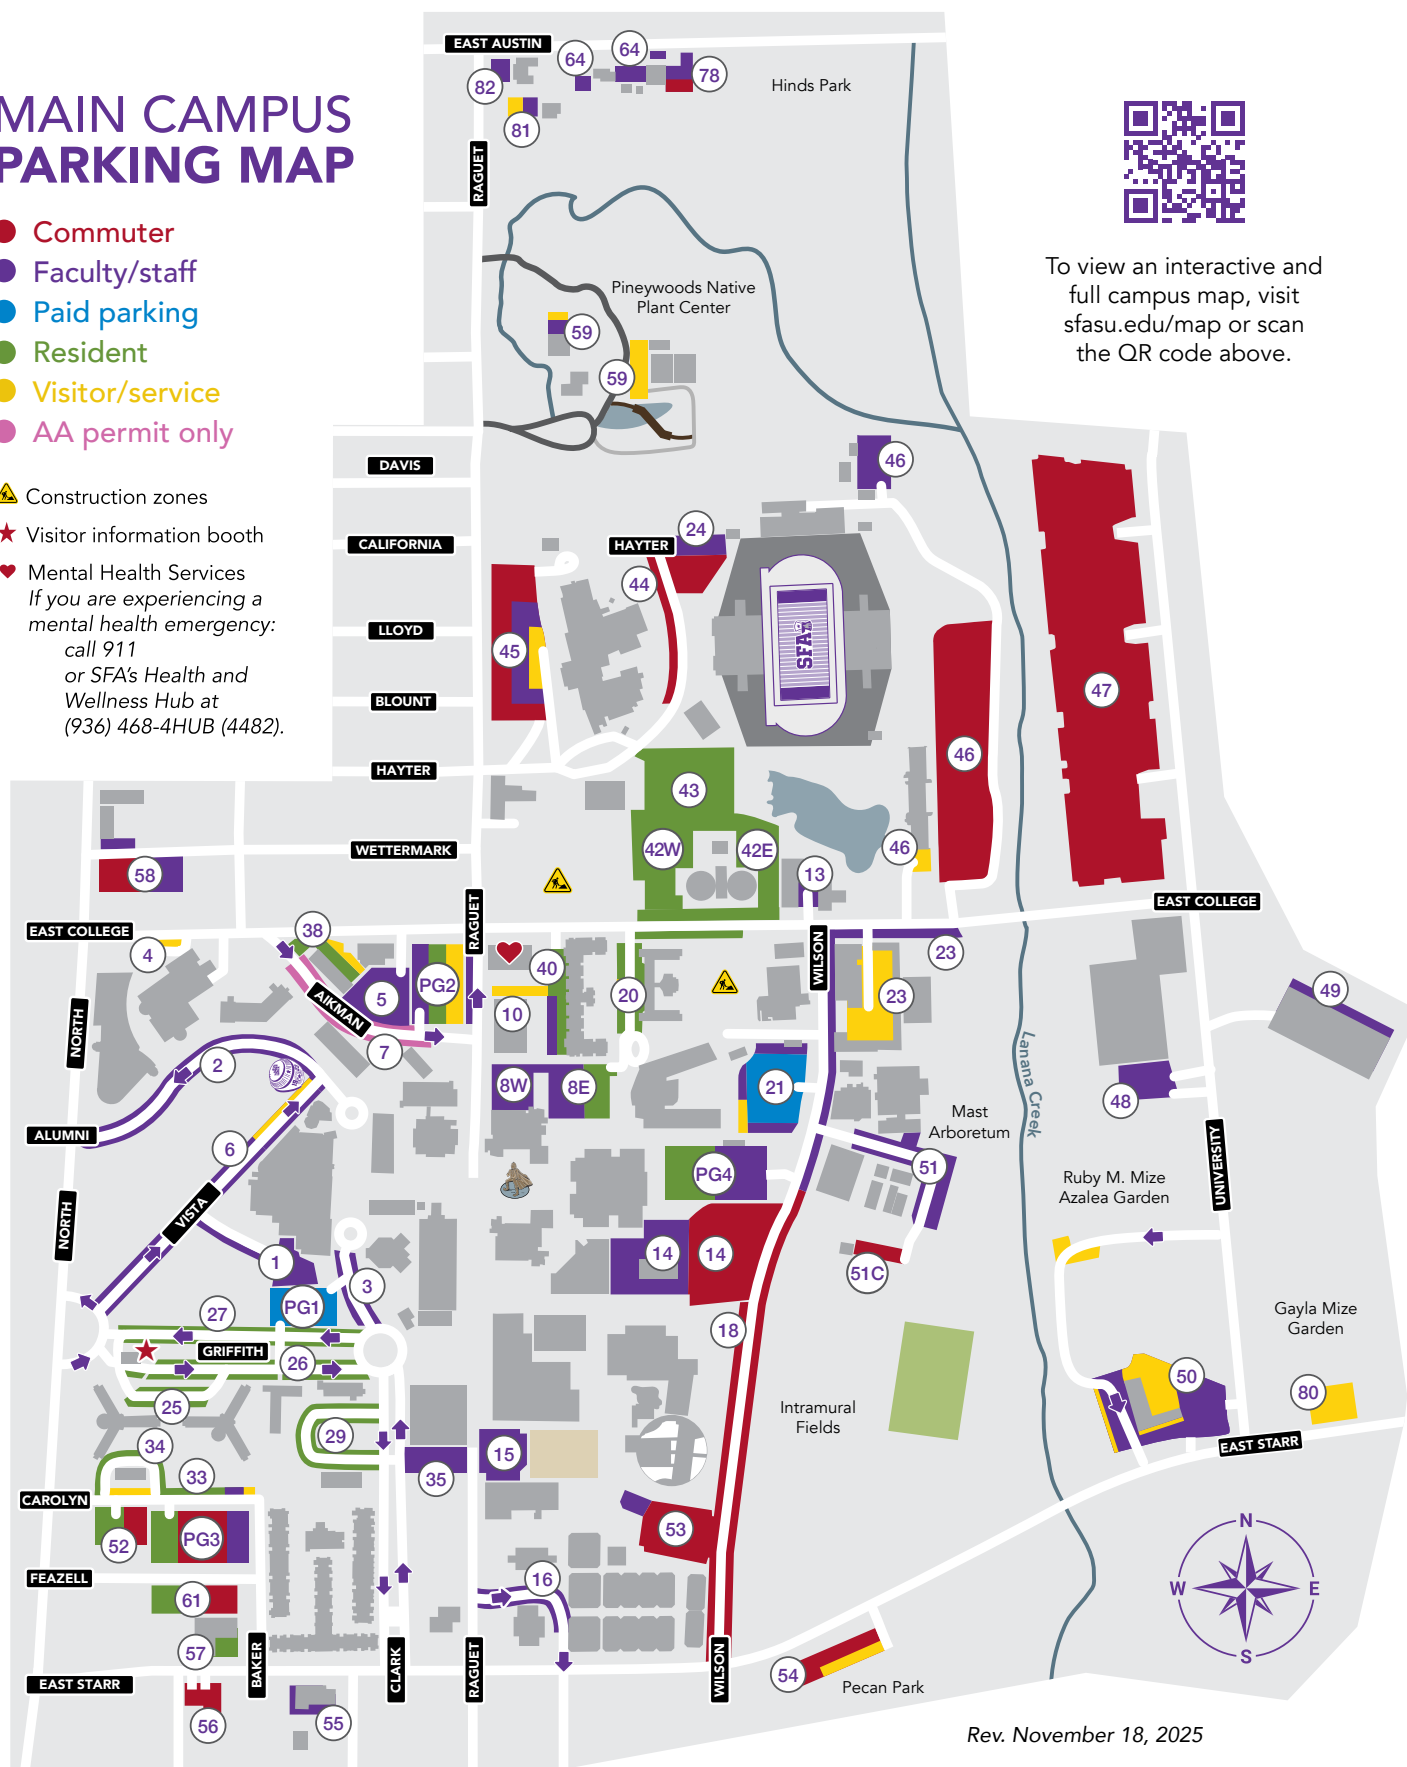 MAIN CAMPUS
PARKING MAP
Commuter
Faculty/staff
Paid parking
Resident
Visitor/service
AA permit only
Construction zones
Visitor information booth
Mental Health Services
If you are experiencing a
mental health emergency:
call 911
or SFA's Health and
Wellness Hub at
(936) 468-4HUB (4482).
To view an interactive and
full campus map, visit
sfasu.edu/map or scan
the QR code above.
EAST AUSTIN
64
64
82
78
81
Hinds Park
RAGUET
Pineywoods Native
Plant Center
59
59
DAVIS
46
CALIFORNIA
HAYTER
24
44
LLOYD
45
SFA
47
BLOUNT
46
HAYTER
43
WETTERMARK
42W
42E
46
58
13
EAST COLLEGE
EAST COLLEGE
38
RAGUET
4
WILSON
23
40
5
PG2
20
23
49
AIKMAN
10
NORTH
7
2
8W
8E
21
Lanana Creek
48
Mast
Arboretum
ALUMNI
6
UNIVERSITY
51
PG4
Ruby M. Mize
Azalea Garden
NORTH
VISTA
1
14
14
3
51C
PG1
27
18
Gayla Mize
Garden
GRIFFITH
26
50
80
25
Intramural
Fields
29
34
15
EAST STARR
33
35
CAROLYN
52
PG3
53
N
W
E
S
FEAZELL
61
16
57
BAKER
CLARK
RAGUET
WILSON
EAST STARR
54
Pecan Park
56
55
Rev. November 18, 2025